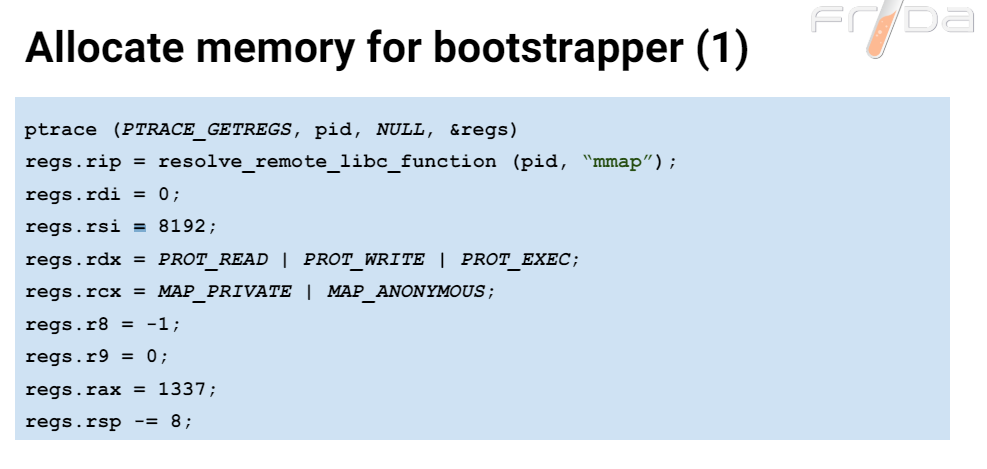 FRIDA
Allocate memory for bootstrapper (1)
ptrace (PTRACE_GETREGS, pid, NULL, &regs)
regs.rip = resolve_remote_libc_function (pid, “mmap”);
regs.rdi = 0;
regs.rsi = 8192;
regs.rdx = PROT_READ | PROT_WRITE | PROT_EXEC;
regs.rcx = MAP_PRIVATE | MAP_ANONYMOUS;
regs.r8 = -1;
regs.r9 = 0;
regs.rax = 1337;
regs.rsp -= 8;